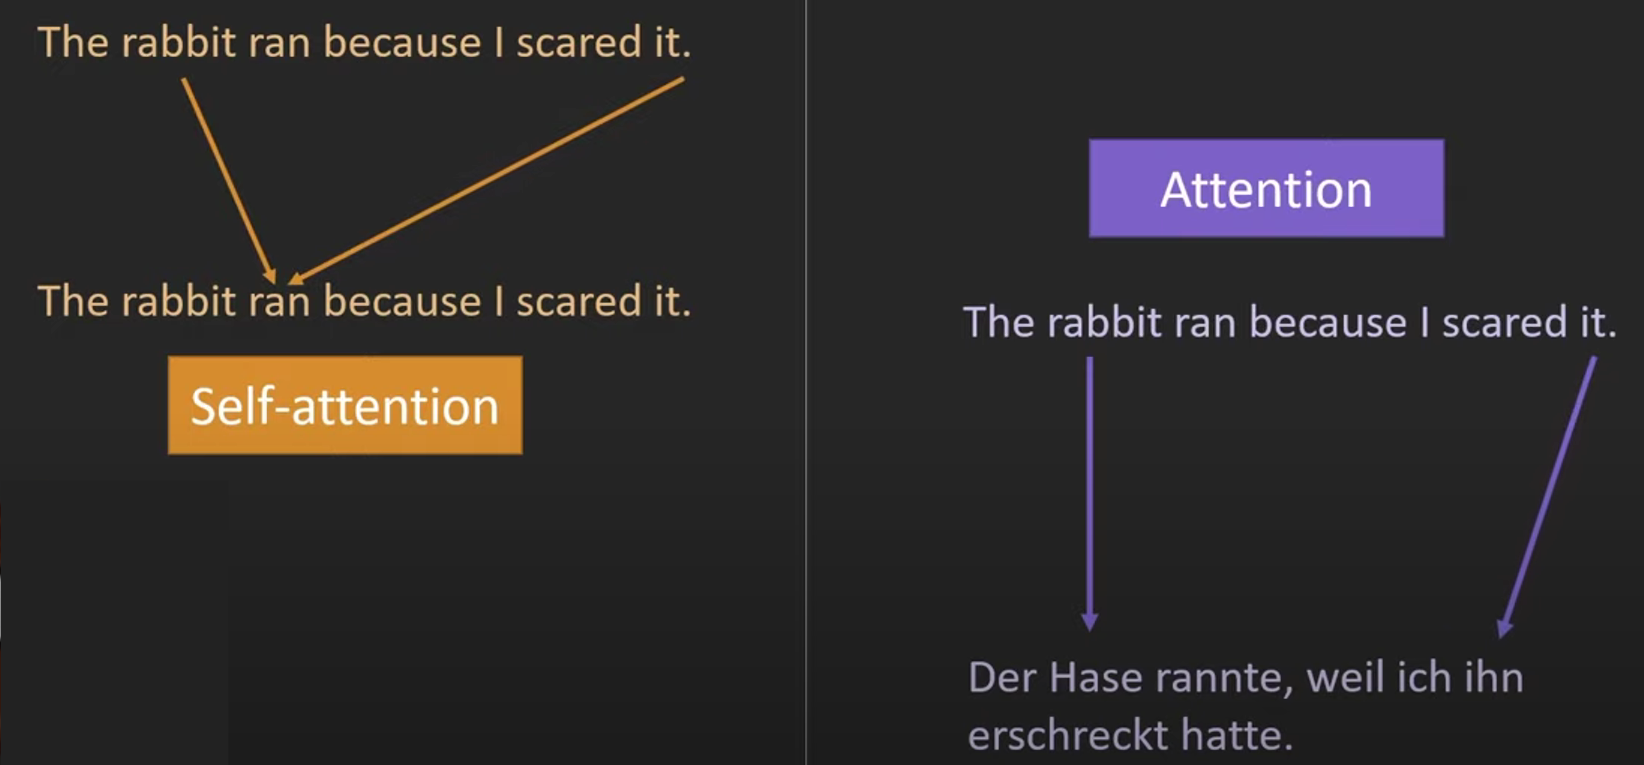 The rabbit ran because I scared it.
The rabbit ran because I scared it.
Self-attention
Attention
The rabbit ran because I scared it.
Der Hase rannte, weil ich ihn
erschreckt hatte.